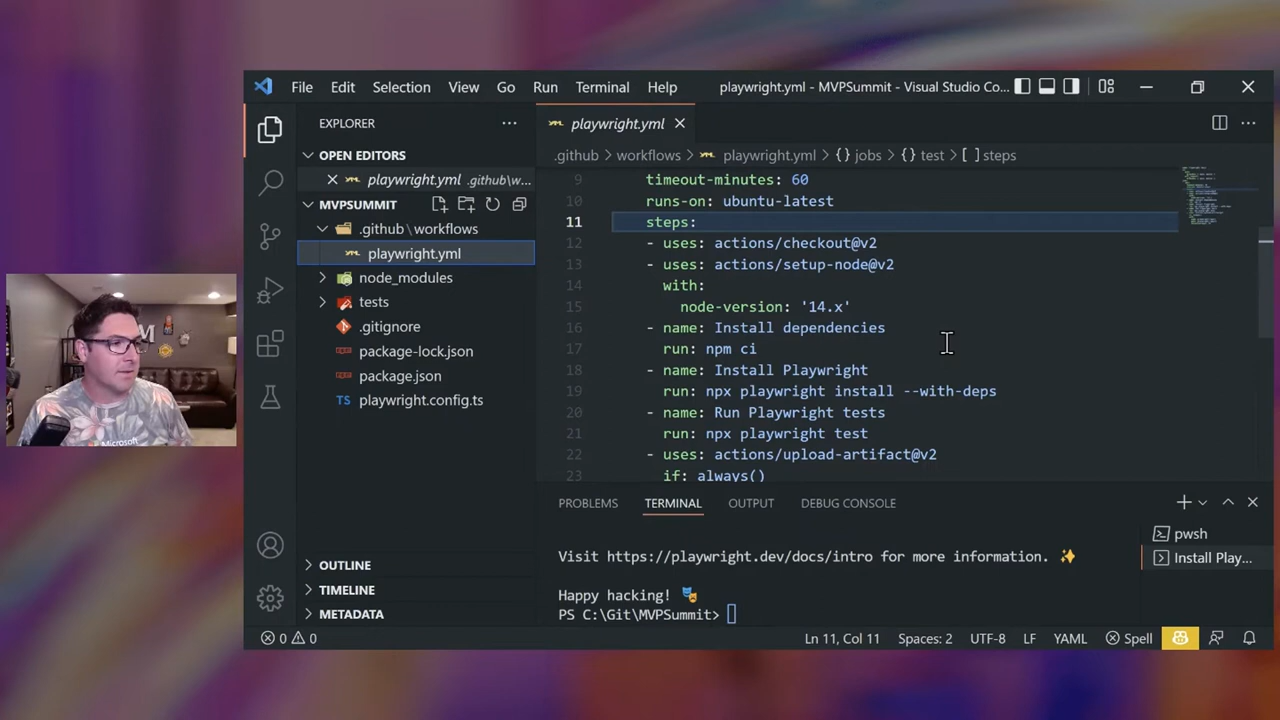 File Edit Selection View Go Run Terminal Help playwright.yml - MVPSummit - Visual Studio Co...
EXPLORER
OPEN EDITORS
playwright.yml .github\w...
MVPSUMMIT
.github\workflows
playwright.yml
node_modules
tests
.gitignore
package-lock.json
package.json
TS playwright.config.ts
OUTLINE
TIMELINE
METADATA
playwright.yml
.github workflows playwright.yml {} jobs {} test [ ] steps
9 timeout-minutes: 60
10 runs-on: ubuntu-latest
11 steps:
12 - uses: actions/checkout@v2
13 - uses: actions/setup-node@v2
14 with:
15 node-version: '14.x'
16 - name: Install dependencies
17 run: npm ci
18 - name: Install Playwright
19 run: npx playwright install --with-deps
20 - name: Run Playwright tests
21 run: npx playwright test
22 - uses: actions/upload-artifact@v2
23 if: always()
PROBLEMS TERMINAL OUTPUT DEBUG CONSOLE
Visit https://playwright.dev/docs/intro for more information. ✨
Happy hacking! 🎭
PS C:\Git\MVPSummit>
pwsh
Install Play...
0 0 Ln 11, Col 11 Spaces: 2 UTF-8 LF YAML Spell
Microsoft